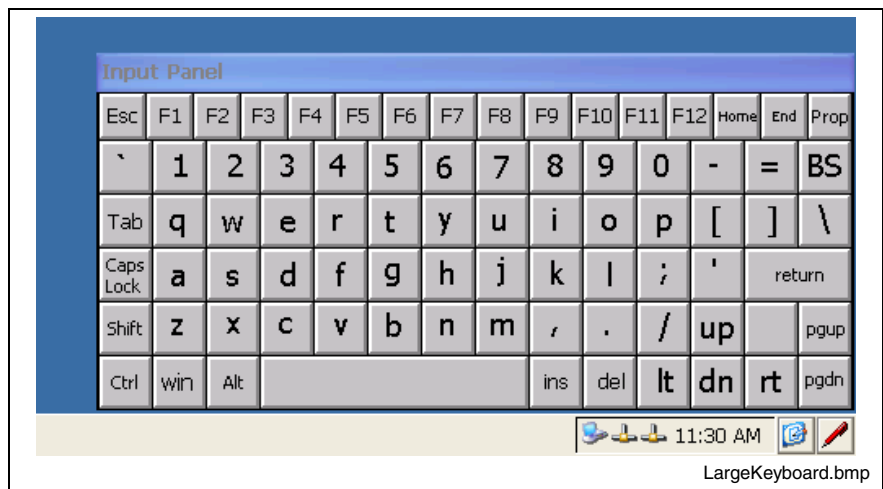 Input Panel
Esc F1 F2 F3 F4 F5 F6 F7 F8 F9 F10 F11 F12 Home End Prop
` 1 2 3 4 5 6 7 8 9 0 - = BS
Tab q w e r t y u i o p [ ] \
Caps Lock a s d f g h j k l ; ' return
Shift z x c v b n m , . / up pgup
Ctrl win Alt ins del lt dn rt pgdn
11:30 AM
LargeKeyboard.bmp